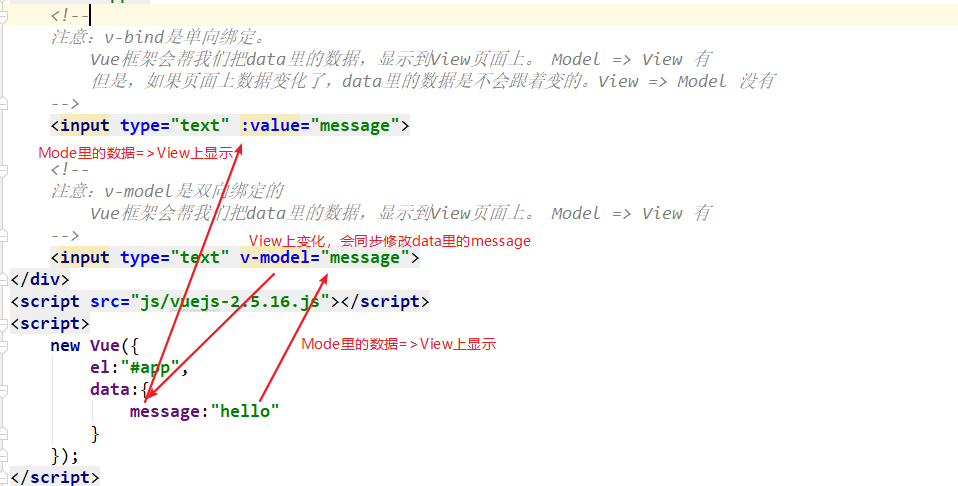 <!--
注意：v-bind是单向绑定。
Vue框架会帮我们把data里的数据，显示到View页面上。 Model => View 有
但是，如果页面上数据变化了，data里的数据是不会跟着变的。View => Model 没有
-->
<input type="text" :value="message">
Mode里的数据=>View上显示
<!--
注意：v-model是双向绑定的
Vue框架会帮我们把data里的数据，显示到View页面上。 Model => View 有
-->
View上变化，会同步修改data里的message
<input type="text" v-model="message">
</div>
<script src="js/vuejs-2.5.16.js"></script>
<script>
new Vue({
Mode里的数据=>View上显示
el:"#app",
data:{
message:"hello"
}
});
</script>